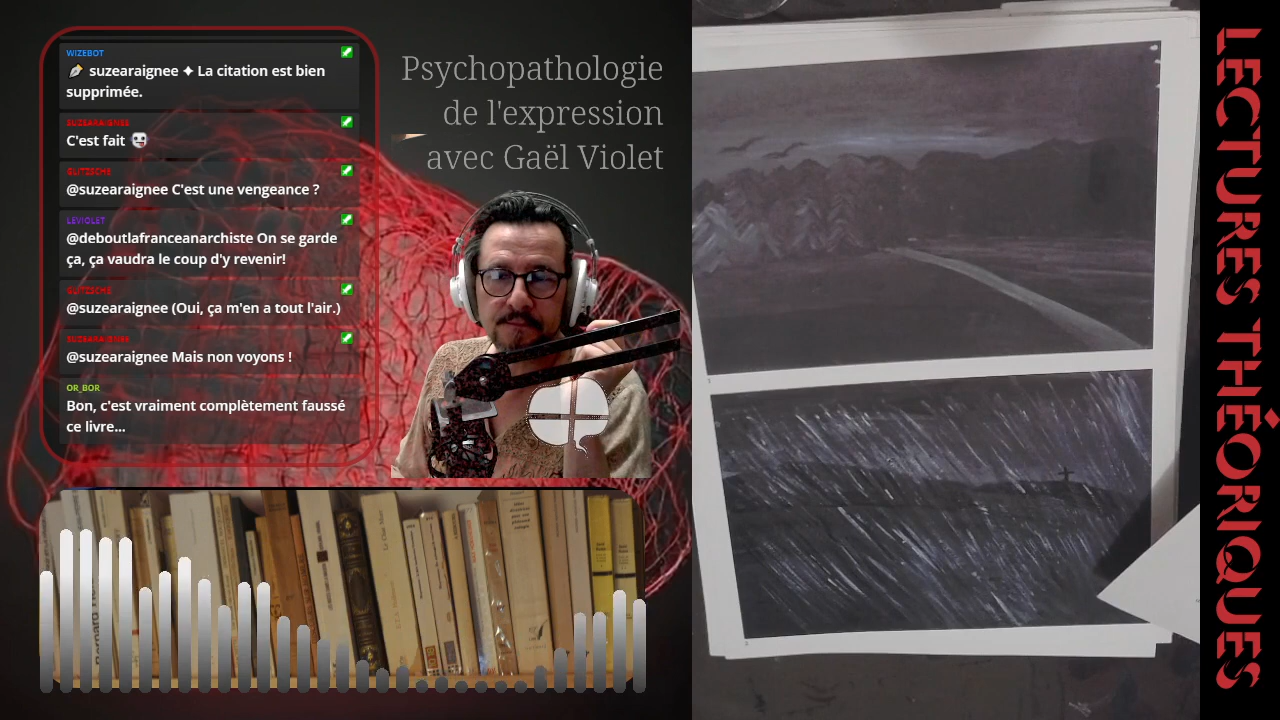 WIZEBOT
suzearaignee ✦ La citation est bien
supprimée.
SUZEARAIGNEE
C'est fait
GLITZSCHE
@suzearaignee C'est une vengeance ?
LEVIOLET
@deboutlafranceanarchiste On se garde
ça, ça vaudra le coup d'y revenir!
GLITZSCHE
@suzearaignee (Oui, ça m'en a tout l'air.)
SUZEARAIGNEE
@suzearaignee Mais non voyons !
OR_BOR
Bon, c'est vraiment complètement faussé
ce livre...
Psychopathologie
de l'expression
avec Gaël Violet
LECTURES THÉORIQUES